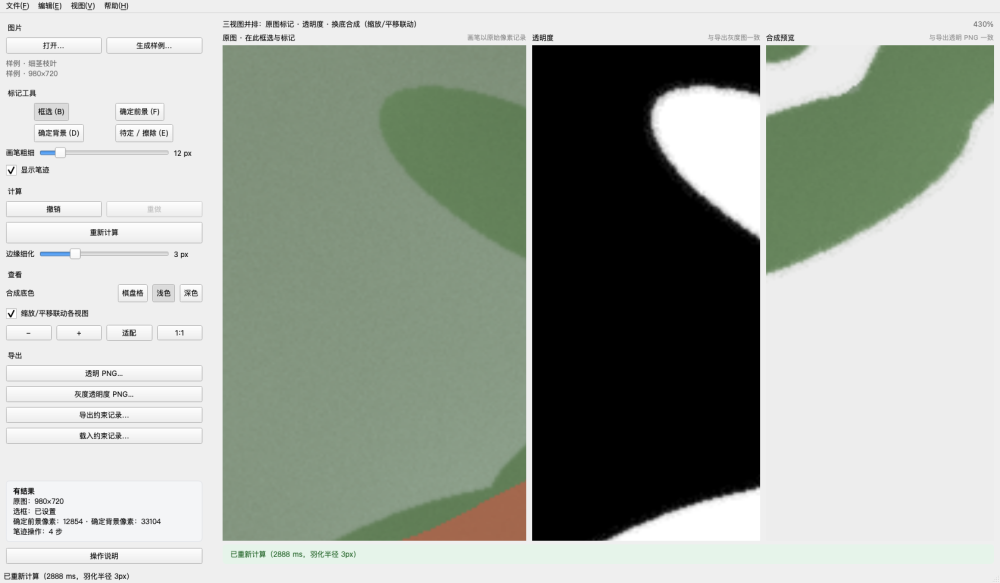 文件(F) 编辑(E) 视图(V) 帮助(H)
图片
打开... 生成样例...
样例 · 细茎枝叶
样例 · 980×720
标记工具
框选 (B) 确定前景 (F)
确定背景 (D) 待定 / 擦除 (E)
画笔粗细 12 px
显示笔迹
计算
撤销 重做
重新计算
边缘细化 3 px
查看
合成底色 棋盘格 浅色 深色
缩放/平移联动各视图
− + 适配 1:1
导出
透明 PNG...
灰度透明度 PNG...
导出约束记录...
载入约束记录...
有结果
原图：980×720
选框：已设置
确定前景像素：12854 · 确定背景像素：33104
笔迹操作：4 步
操作说明
已重新计算（2888 ms，羽化半径 3px）
三视图并排：原图标记 · 透明度 · 换底合成（缩放/平移联动） 430%
原图 · 在此框选与标记 画笔以原始像素记录
透明度 与导出灰度图一致
合成预览 与导出透明 PNG 一致
已重新计算（2888 ms，羽化半径 3px）